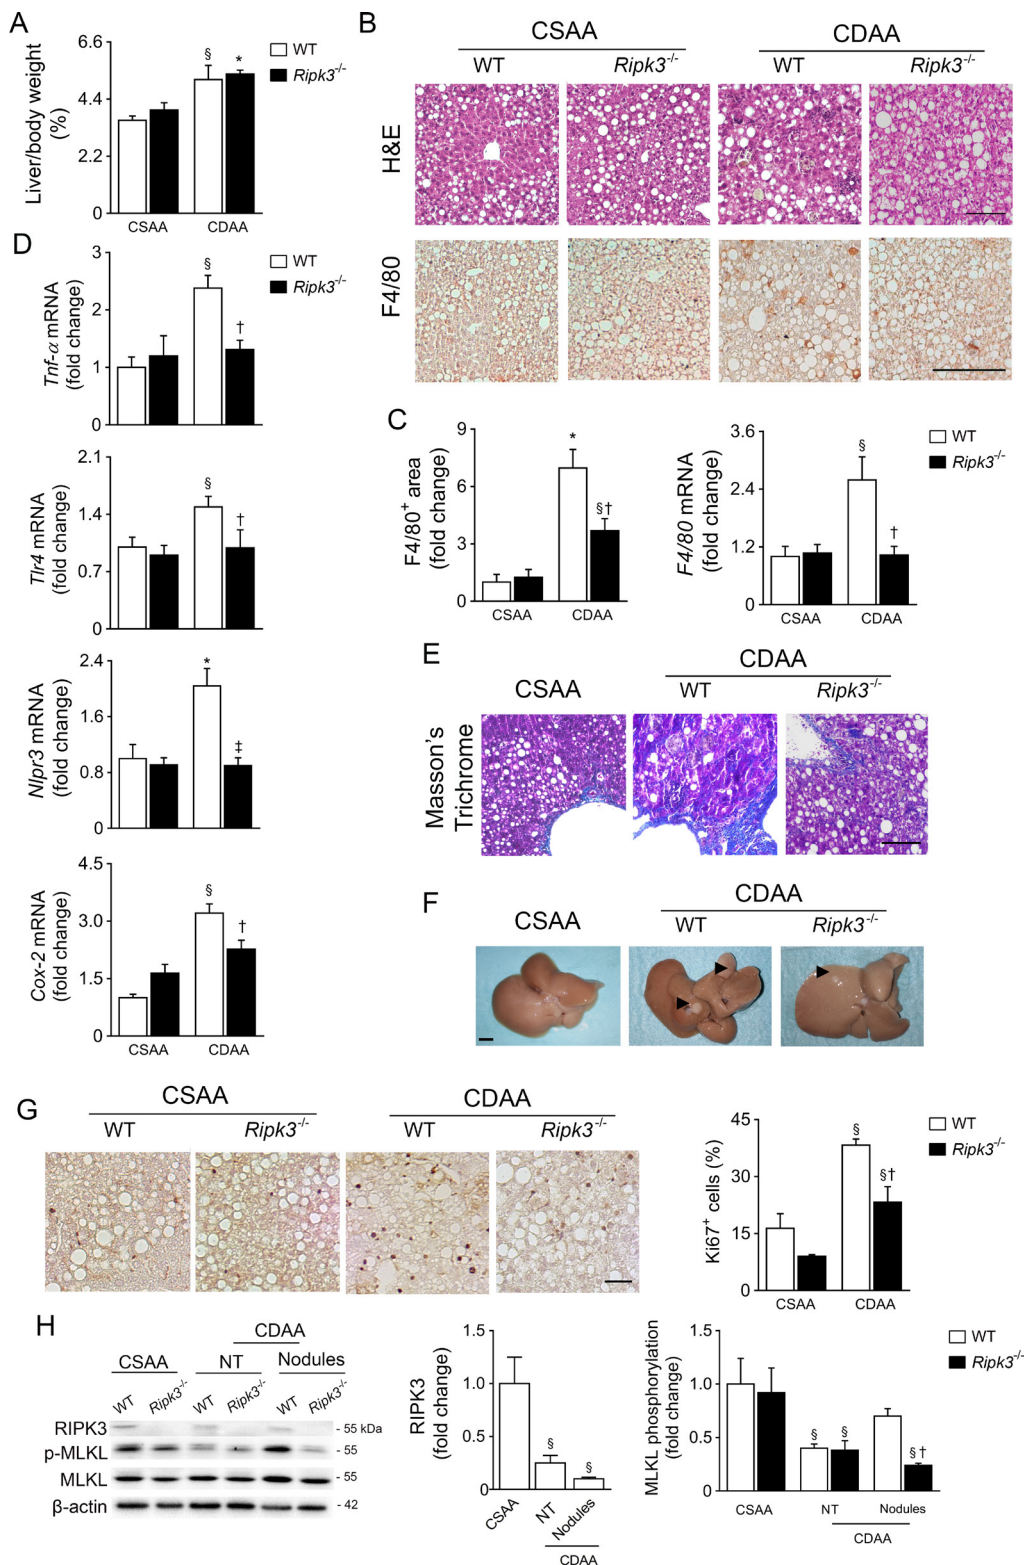 A
Liver/body weight
(%)
6.6
4.4
2.2
0
§
*
CSAA
CDAA
WT
Ripk3-/-
B
CSAA
CDAA
WT
Ripk3-/-
WT
Ripk3-/-
H&E
F4/80
C
F4/80+ area
(fold change)
9
6
3
0
*
§†
CSAA
CDAA
F4/80 mRNA
(fold change)
3.6
2.4
1.2
0
§
†
CSAA
CDAA
WT
Ripk3-/-
D
WT
Ripk3-/-
Tnf-α mRNA
(fold change)
3
2
1
0
§
†
Tlr4 mRNA
(fold change)
2.1
1.4
0.7
0
§
†
Nlpr3 mRNA
(fold change)
2.4
1.6
0.8
0
*
‡
Cox-2 mRNA
(fold change)
4.5
3.0
1.5
0
§
†
CSAA
CDAA
E
CDAA
CSAA
WT
Ripk3-/-
Masson's
Trichrome
F
CDAA
CSAA
WT
Ripk3-/-
G
CSAA
CDAA
WT
Ripk3-/-
WT
Ripk3-/-
Ki67+ cells (%)
45
30
15
0
§
§†
CSAA
CDAA
WT
Ripk3-/-
H
CDAA
CSAA
NT
Nodules
WT
Ripk3-/-
WT
Ripk3-/-
WT
Ripk3-/-
RIPK3
- 55 kDa
p-MLKL
- 55
MLKL
- 55
β-actin
- 42
RIPK3
(fold change)
1.5
1.0
0.5
0.0
§
§
CSAA
NT
Nodules
CDAA
MLKL phosphorylation
(fold change)
1.5
1.0
0.5
0.0
§
§
§†
CSAA
NT
Nodules
CDAA
WT
Ripk3-/-